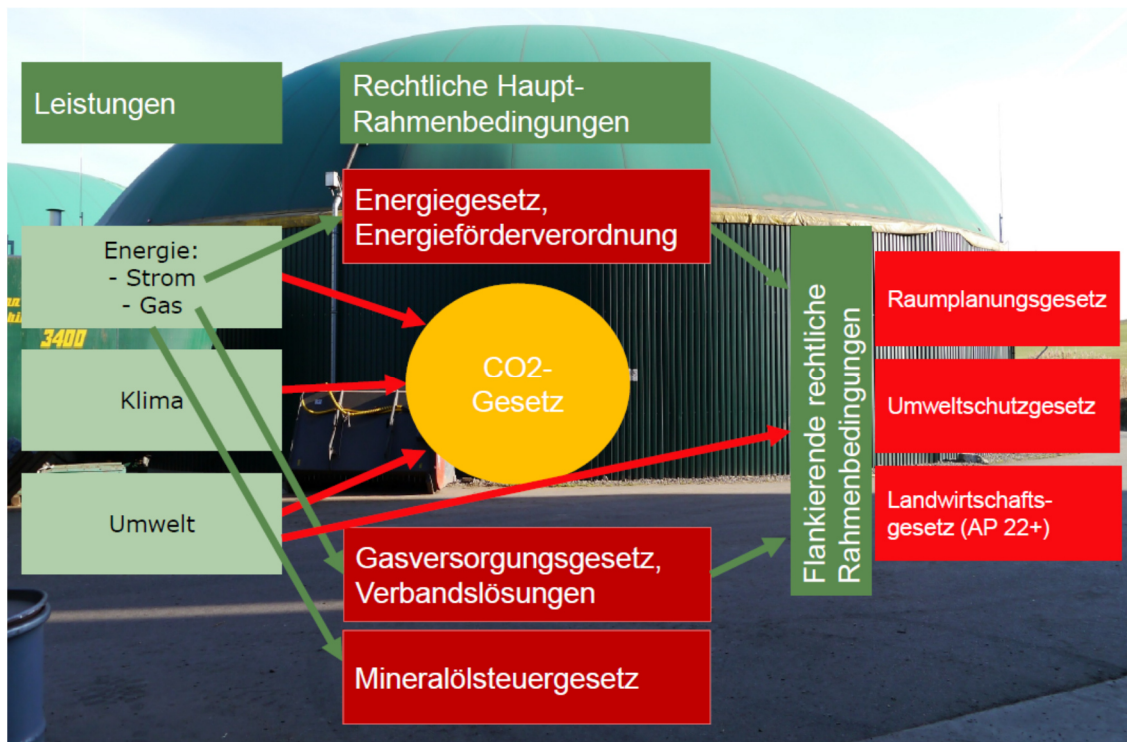 Leistungen
Rechtliche Haupt-
Rahmenbedingungen
Energie:
- Strom
- Gas
Klima
Umwelt
Energiegesetz,
Energieförderverordnung
CO2-
Gesetz
Gasversorgungsgesetz,
Verbandslösungen
Mineralölsteuergesetz
Flankierende rechtliche
Rahmenbedingungen
Raumplanungsgesetz
Umweltschutzgesetz
Landwirtschafts-
gesetz (AP 22+)
3400